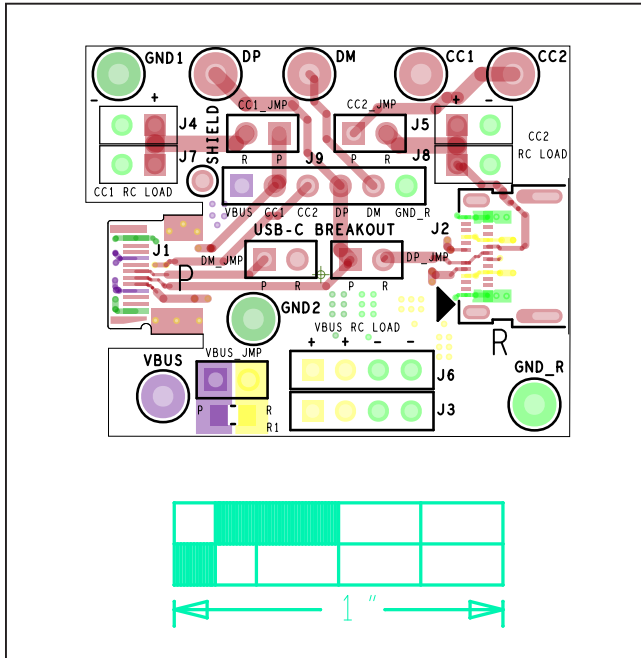 GND1 DP DM CC1 CC2
- + CC1_JMP CC2_JMP + -
J4 SHIELD J5 CC2
J7 R P J9 P R J8 RC LOAD
CC1 RC LOAD
VBUS CC1 CC2 DP DM GND_R
USB-C BREAKOUT J2
J1 DM_JMP DP_JMP
P P R P R
GND2
VBUS RC LOAD
VBUS VBUS_JMP + + - - R GND_R
J6
P - R J3
- R1
1 "